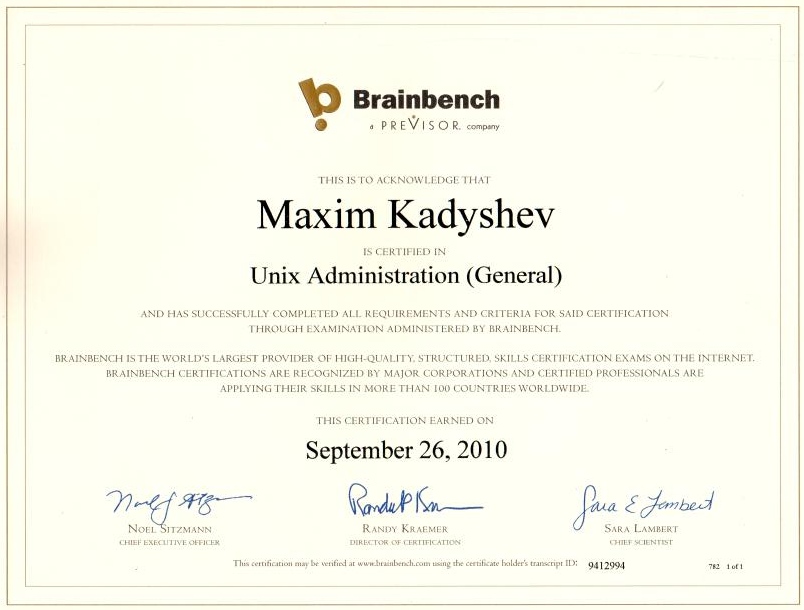 Brainbench
a PREVISOR. company
THIS IS TO ACKNOWLEDGE THAT
Maxim Kadyshev
IS CERTIFIED IN
Unix Administration (General)
AND HAS SUCCESSFULLY COMPLETED ALL REQUIREMENTS AND CRITERIA FOR SAID CERTIFICATION
THROUGH EXAMINATION ADMINISTERED BY BRAINBENCH.
BRAINBENCH IS THE WORLD'S LARGEST PROVIDER OF HIGH-QUALITY, STRUCTURED, SKILLS CERTIFICATION EXAMS ON THE INTERNET.
BRAINBENCH CERTIFICATIONS ARE RECOGNIZED BY MAJOR CORPORATIONS AND CERTIFIED PROFESSIONALS ARE
APPLYING THEIR SKILLS IN MORE THAN 100 COUNTRIES WORLDWIDE.
THIS CERTIFICATION EARNED ON
September 26, 2010
Sara E Lambert
NOEL SITZMANN RANDY KRAEMER SARA LAMBERT
CHIEF EXECUTIVE OFFICER DIRECTOR OF CERTIFICATION CHIEF SCIENTIST
This certification may be verified at www.brainbench.com using the certificate holder's transcript ID: 9412994 782 1 of 1